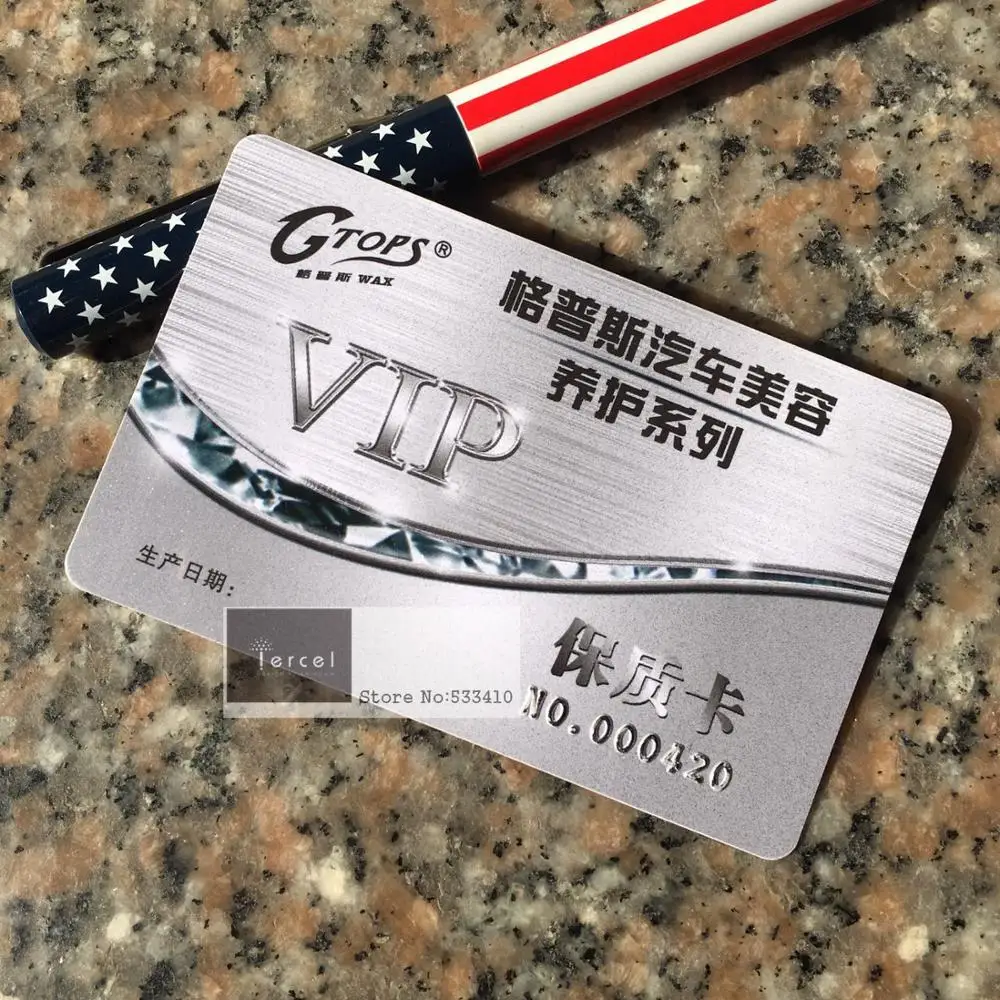 GTOPS®
格普斯 WAX
格普斯汽车美容
养护系列
VIP
生产日期:
Tercel
Store No:533410
保质卡
NO.000420